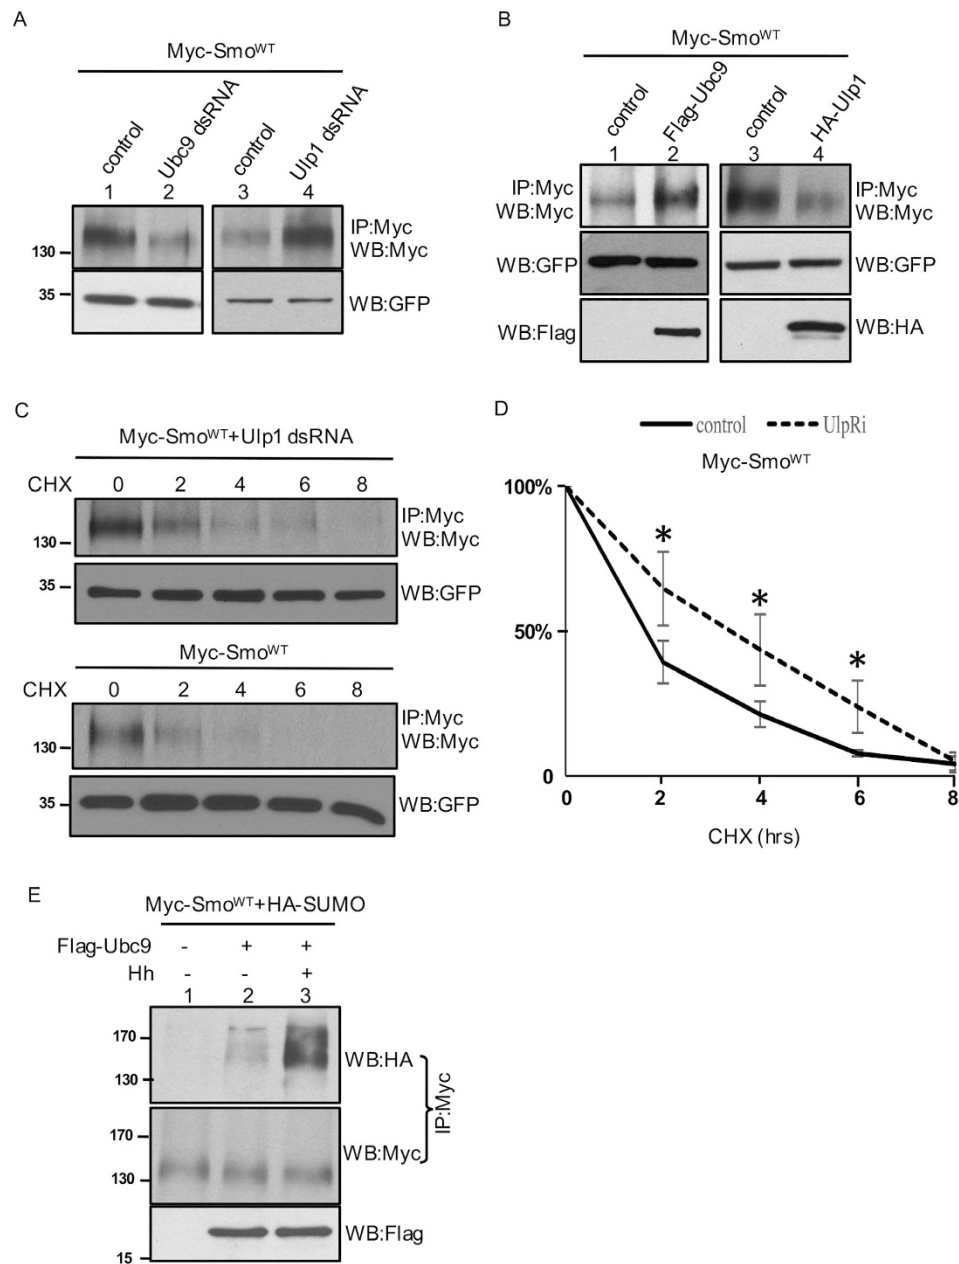 A
Myc-Smoᵂᵀ
control
Ubc9 dsRNA
control
Ulp1 dsRNA
1 2 3 4
IP:Myc
130
WB:Myc
35
WB:GFP
B
Myc-Smoᵂᵀ
control
Flag-Ubc9
control
HA-Ulp1
1 2 3 4
IP:Myc
WB:Myc
IP:Myc
WB:Myc
WB:GFP
WB:GFP
WB:Flag
WB:HA
C
Myc-Smoᵂᵀ+Ulp1 dsRNA
CHX 0 2 4 6 8
IP:Myc
130
WB:Myc
35
WB:GFP
Myc-Smoᵂᵀ
CHX 0 2 4 6 8
IP:Myc
130
WB:Myc
35
WB:GFP
D
control UlpRi
Myc-Smoᵂᵀ
100%
*
*
50%
*
0
0 2 4 6 8
CHX (hrs)
E
Myc-Smoᵂᵀ+HA-SUMO
Flag-Ubc9 - + +
Hh - - +
1 2 3
170
WB:HA
130
IP:Myc
170
WB:Myc
130
WB:Flag
15